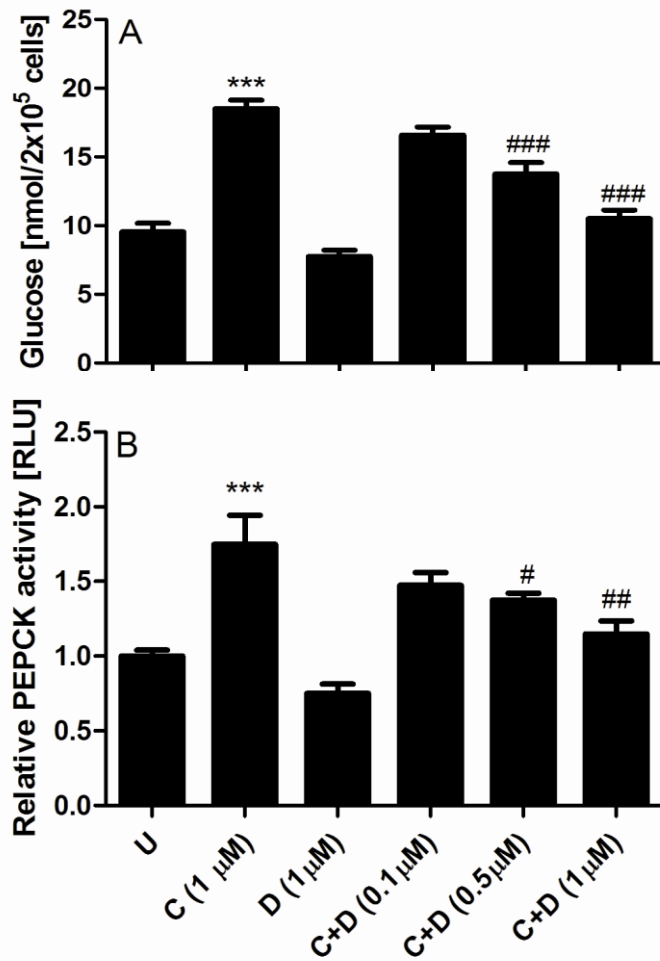 A
Glucose [nmol/2x10⁵ cells]
25
20
15
10
5
0
***
###
###
B
Relative PEPCK activity [RLU]
2.5
2.0
1.5
1.0
0.5
0.0
***
#
##
U
C (1 μM)
D (1μM)
C+D (0.1μM)
C+D (0.5μM)
C+D (1μM)